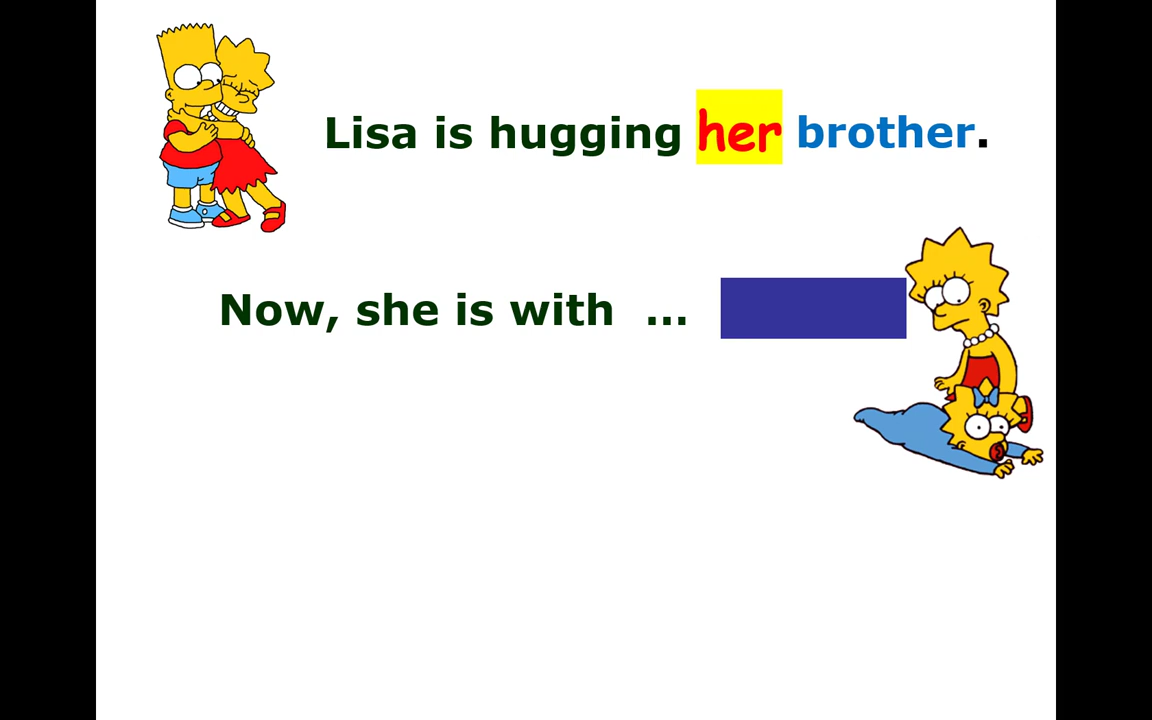 Lisa is hugging her brother.
Now, she is with ...